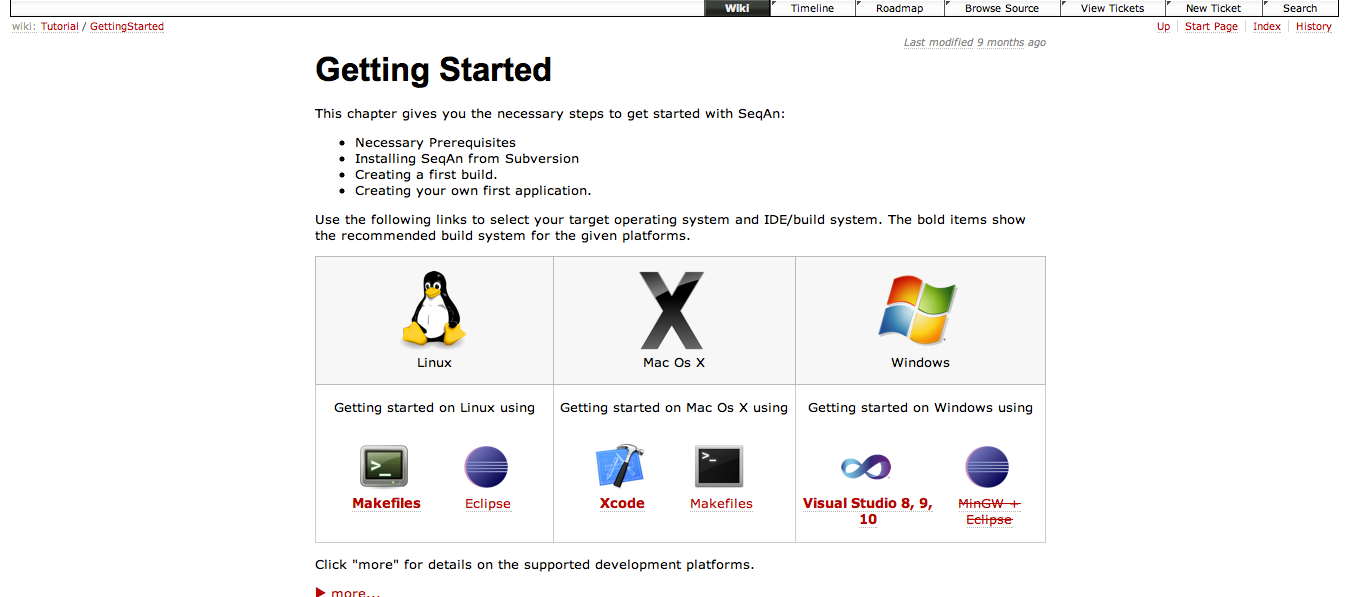 Wiki Timeline Roadmap Browse Source View Tickets New Ticket Search
wiki: Tutorial / GettingStarted
Up Start Page Index History
Last modified 9 months ago
Getting Started
This chapter gives you the necessary steps to get started with SeqAn:
• Necessary Prerequisites
• Installing SeqAn from Subversion
• Creating a first build.
• Creating your own first application.
Use the following links to select your target operating system and IDE/build system. The bold items show
the recommended build system for the given platforms.
Linux Mac Os X Windows
Getting started on Linux using Getting started on Mac Os X using Getting started on Windows using
Makefiles Eclipse Xcode Makefiles Visual Studio 8, 9, MinGW +
10 Eclipse
Click "more" for details on the supported development platforms.
more...